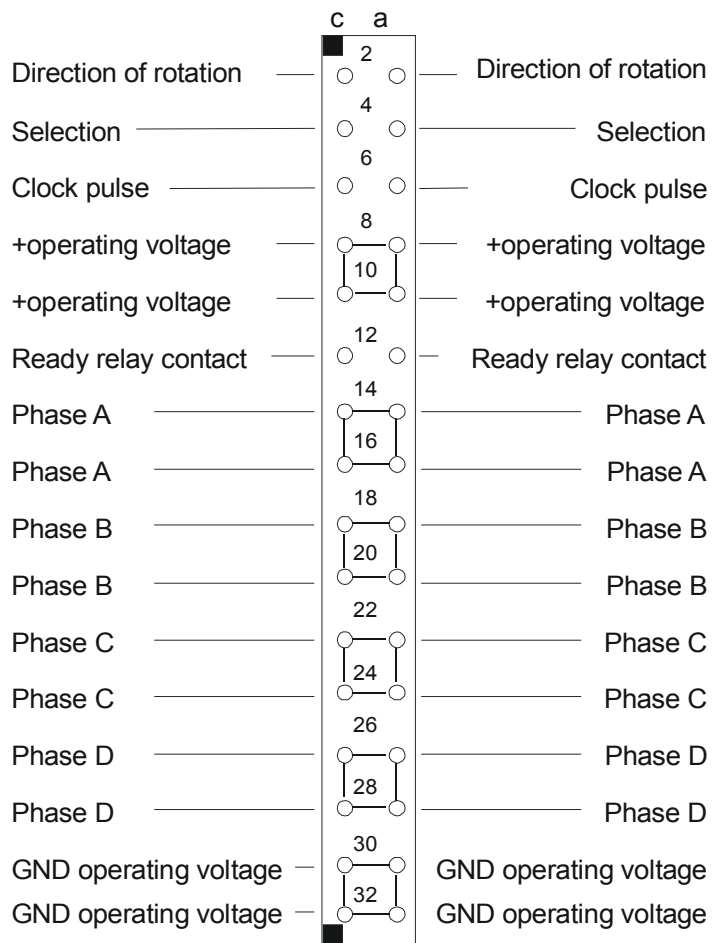 c a
2
Direction of rotation Direction of rotation
4
Selection Selection
6
Clock pulse Clock pulse
8
+operating voltage +operating voltage
10
+operating voltage +operating voltage
12
Ready relay contact Ready relay contact
14
Phase A Phase A
16
Phase A Phase A
18
Phase B Phase B
20
Phase B Phase B
22
Phase C Phase C
24
Phase C Phase C
26
Phase D Phase D
28
Phase D Phase D
30
GND operating voltage GND operating voltage
32
GND operating voltage GND operating voltage